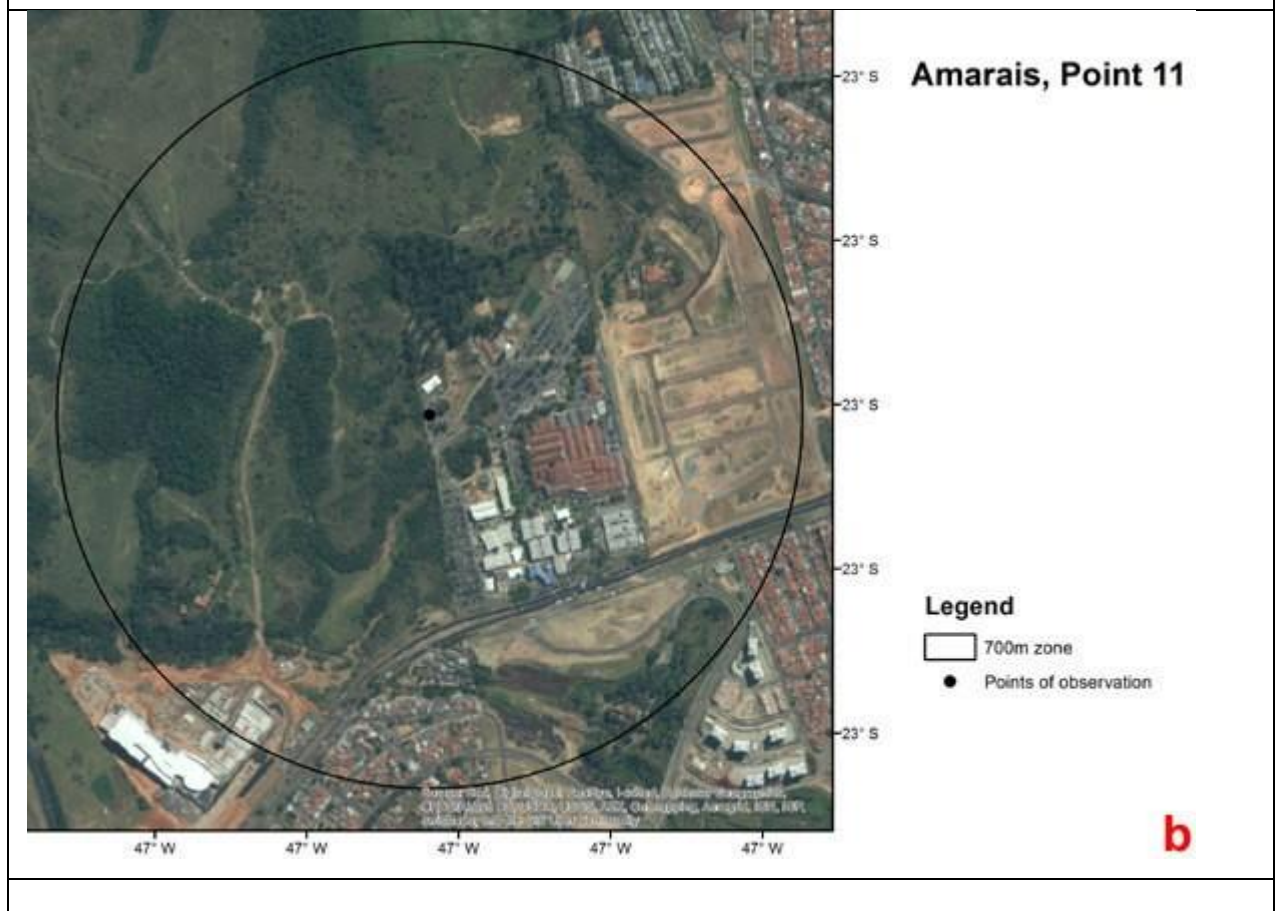 Amarais, Point 11
23° S
23° S
23° S
23° S
23° S
Legend
700m zone
Points of observation
47° W
47° W
47° W
47° W
47° W
b